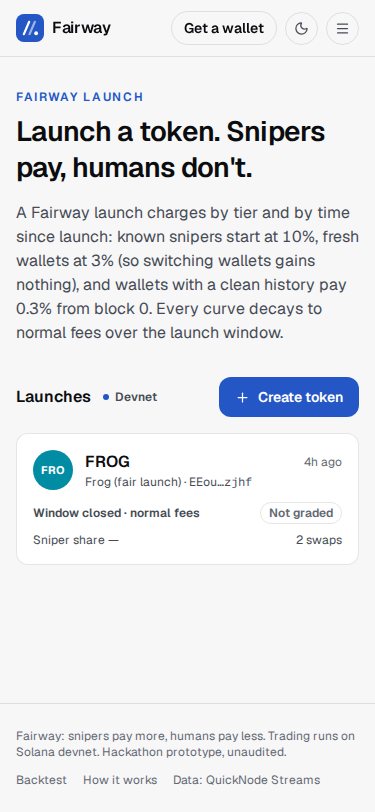 Fairway
Get a wallet
FAIRWAY LAUNCH
Launch a token. Snipers
pay, humans don't.
A Fairway launch charges by tier and by time
since launch: known snipers start at 10%, fresh
wallets at 3% (so switching wallets gains
nothing), and wallets with a clean history pay
0.3% from block 0. Every curve decays to
normal fees over the launch window.
Launches
Devnet
+ Create token
FRO
FROG
4h ago
Frog (fair launch) · EEou…zjhf
Window closed · normal fees
Not graded
Sniper share —
2 swaps
Fairway: snipers pay more, humans pay less. Trading runs on
Solana devnet. Hackathon prototype, unaudited.
Backtest
How it works
Data: QuickNode Streams